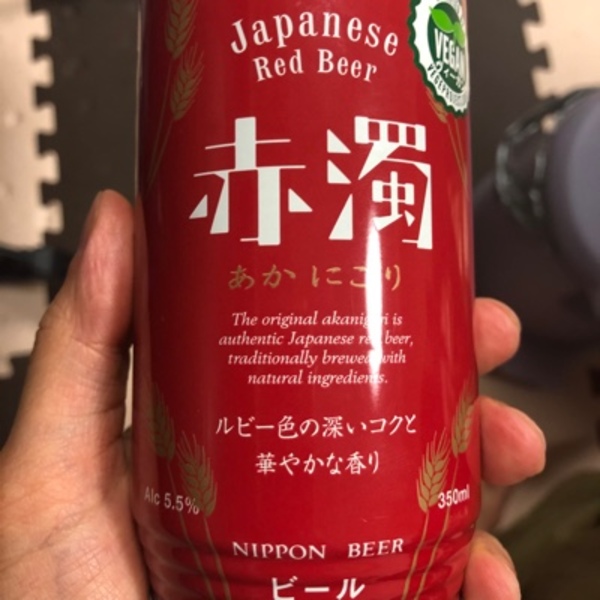 Japanese
Red Beer
VEGAN
赤濁
あかにごり
The original akanigori is
authentic Japanese red beer,
traditionally brewed with
natural ingredients.
ルビー色の深いコクと
華やかな香り
Alc 5.5%
350ml
NIPPON BEER
ビール